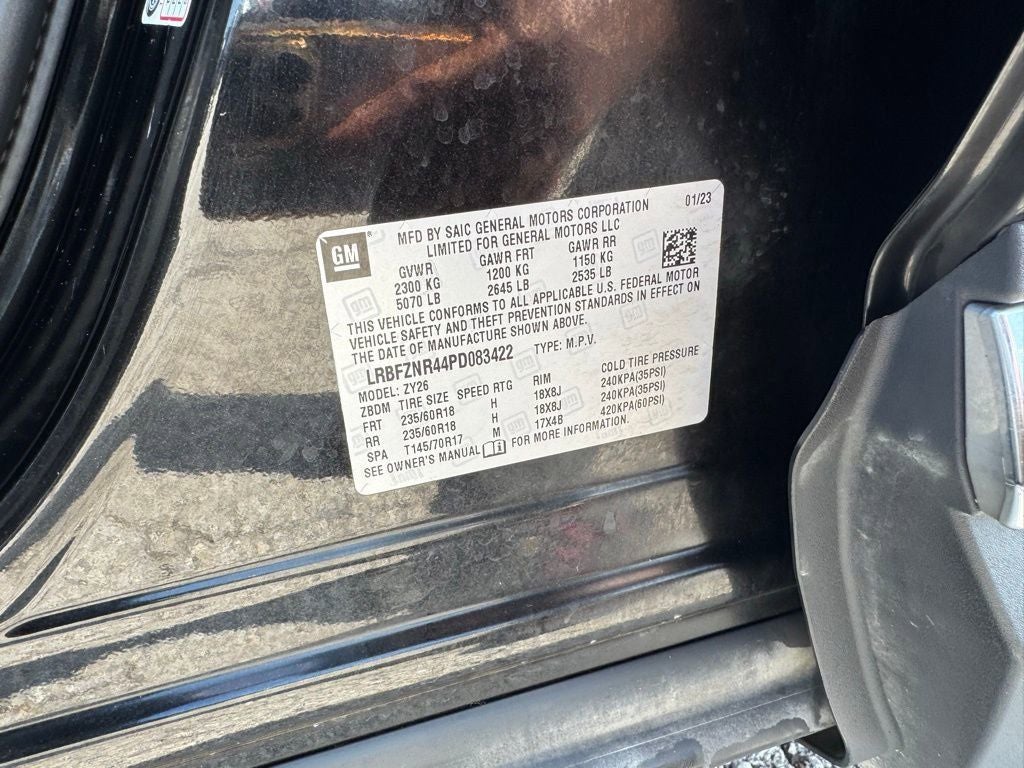 GM
MFD BY SAIC GENERAL MOTORS CORPORATION 01/23
LIMITED FOR GENERAL MOTORS LLC
GVWR GAWR FRT GAWR RR
2300 KG 1200 KG 1150 KG
5070 LB 2645 LB 2535 LB
THIS VEHICLE CONFORMS TO ALL APPLICABLE U.S. FEDERAL MOTOR
VEHICLE SAFETY AND THEFT PREVENTION STANDARDS IN EFFECT ON
THE DATE OF MANUFACTURE SHOWN ABOVE.
LRBFZNR44PD083422 TYPE: M.P.V.
MODEL: ZY26
ZBDM TIRE SIZE SPEED RTG RIM COLD TIRE PRESSURE
FRT 235/60R18 H 18X8J 240KPA(35PSI)
RR 235/60R18 H 18X8J 240KPA(35PSI)
SPA T145/70R17 M 17X4B 420KPA(60PSI)
SEE OWNER'S MANUAL FOR MORE INFORMATION.